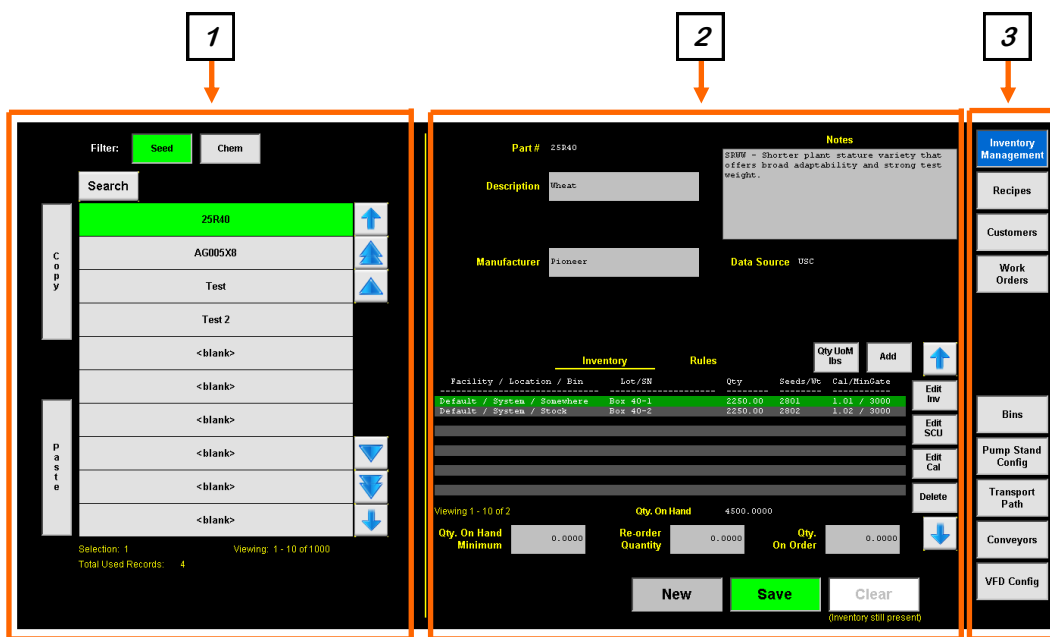 1
2
3
Filter:
Seed
Chem
Search
Copy
Paste
25R40
AG005X8
Test
Test 2
<blank>
<blank>
<blank>
<blank>
<blank>
<blank>
Selection: 1
Viewing: 1 - 10 of 1000
Total Used Records: 4
Part # 25R40
Description Wheat
Manufacturer Pioneer
Notes
SRWW - Shorter plant stature variety that
offers broad adaptability and strong test
weight.
Data Source USC
Inventory
Rules
Qty UoM
lbs
Add
Facility / Location / Bin Lot/SN Qty Seeds/Wt Cal/MinGate
Default / System / Somewhere Box 40-1 2250.00 2801 1.01 / 3000
Default / System / Stock Box 40-2 2250.00 2802 1.02 / 3000
Edit
Inv
Edit
SCU
Edit
Cal
Delete
Viewing 1 - 10 of 2
Qty. On Hand 4500.0000
Qty. On Hand
Minimum
0.0000
Re-order
Quantity
0.0000
Qty.
On Order
0.0000
New
Save
Clear
(Inventory still present)
Inventory
Management
Recipes
Customers
Work
Orders
Bins
Pump Stand
Config
Transport
Path
Conveyors
VFD Config